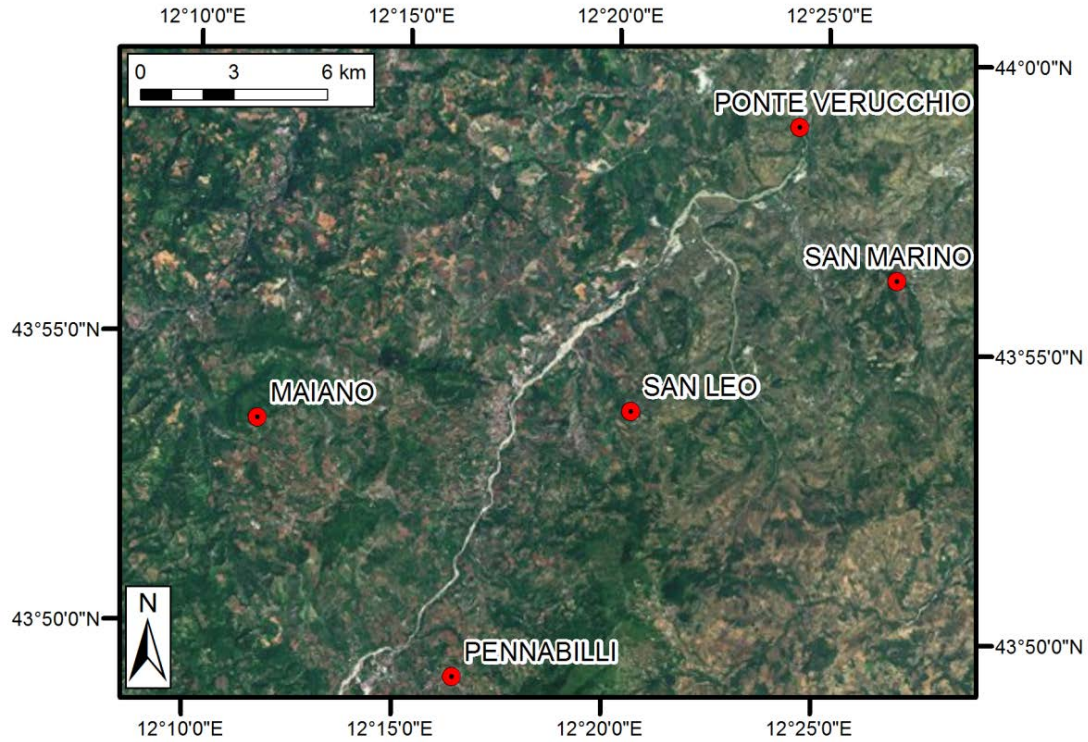 12°10'0"E 12°15'0"E 12°20'0"E 12°25'0"E
0 3 6 km
44°0'0"N
PONTE VERUCCHIO
SAN MARINO
43°55'0"N
43°55'0"N
MAIANO
SAN LEO
N
43°50'0"N
43°50'0"N
PENNABILLI
12°10'0"E 12°15'0"E 12°20'0"E 12°25'0"E